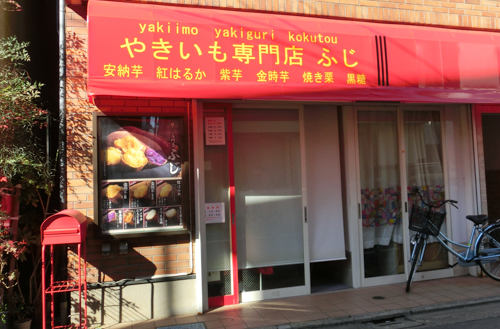 yakiimo yakiguri kokutou
やきいも専門店 ふじ
安納芋 紅はるか 紫芋 金時芋 焼き栗 黒糖